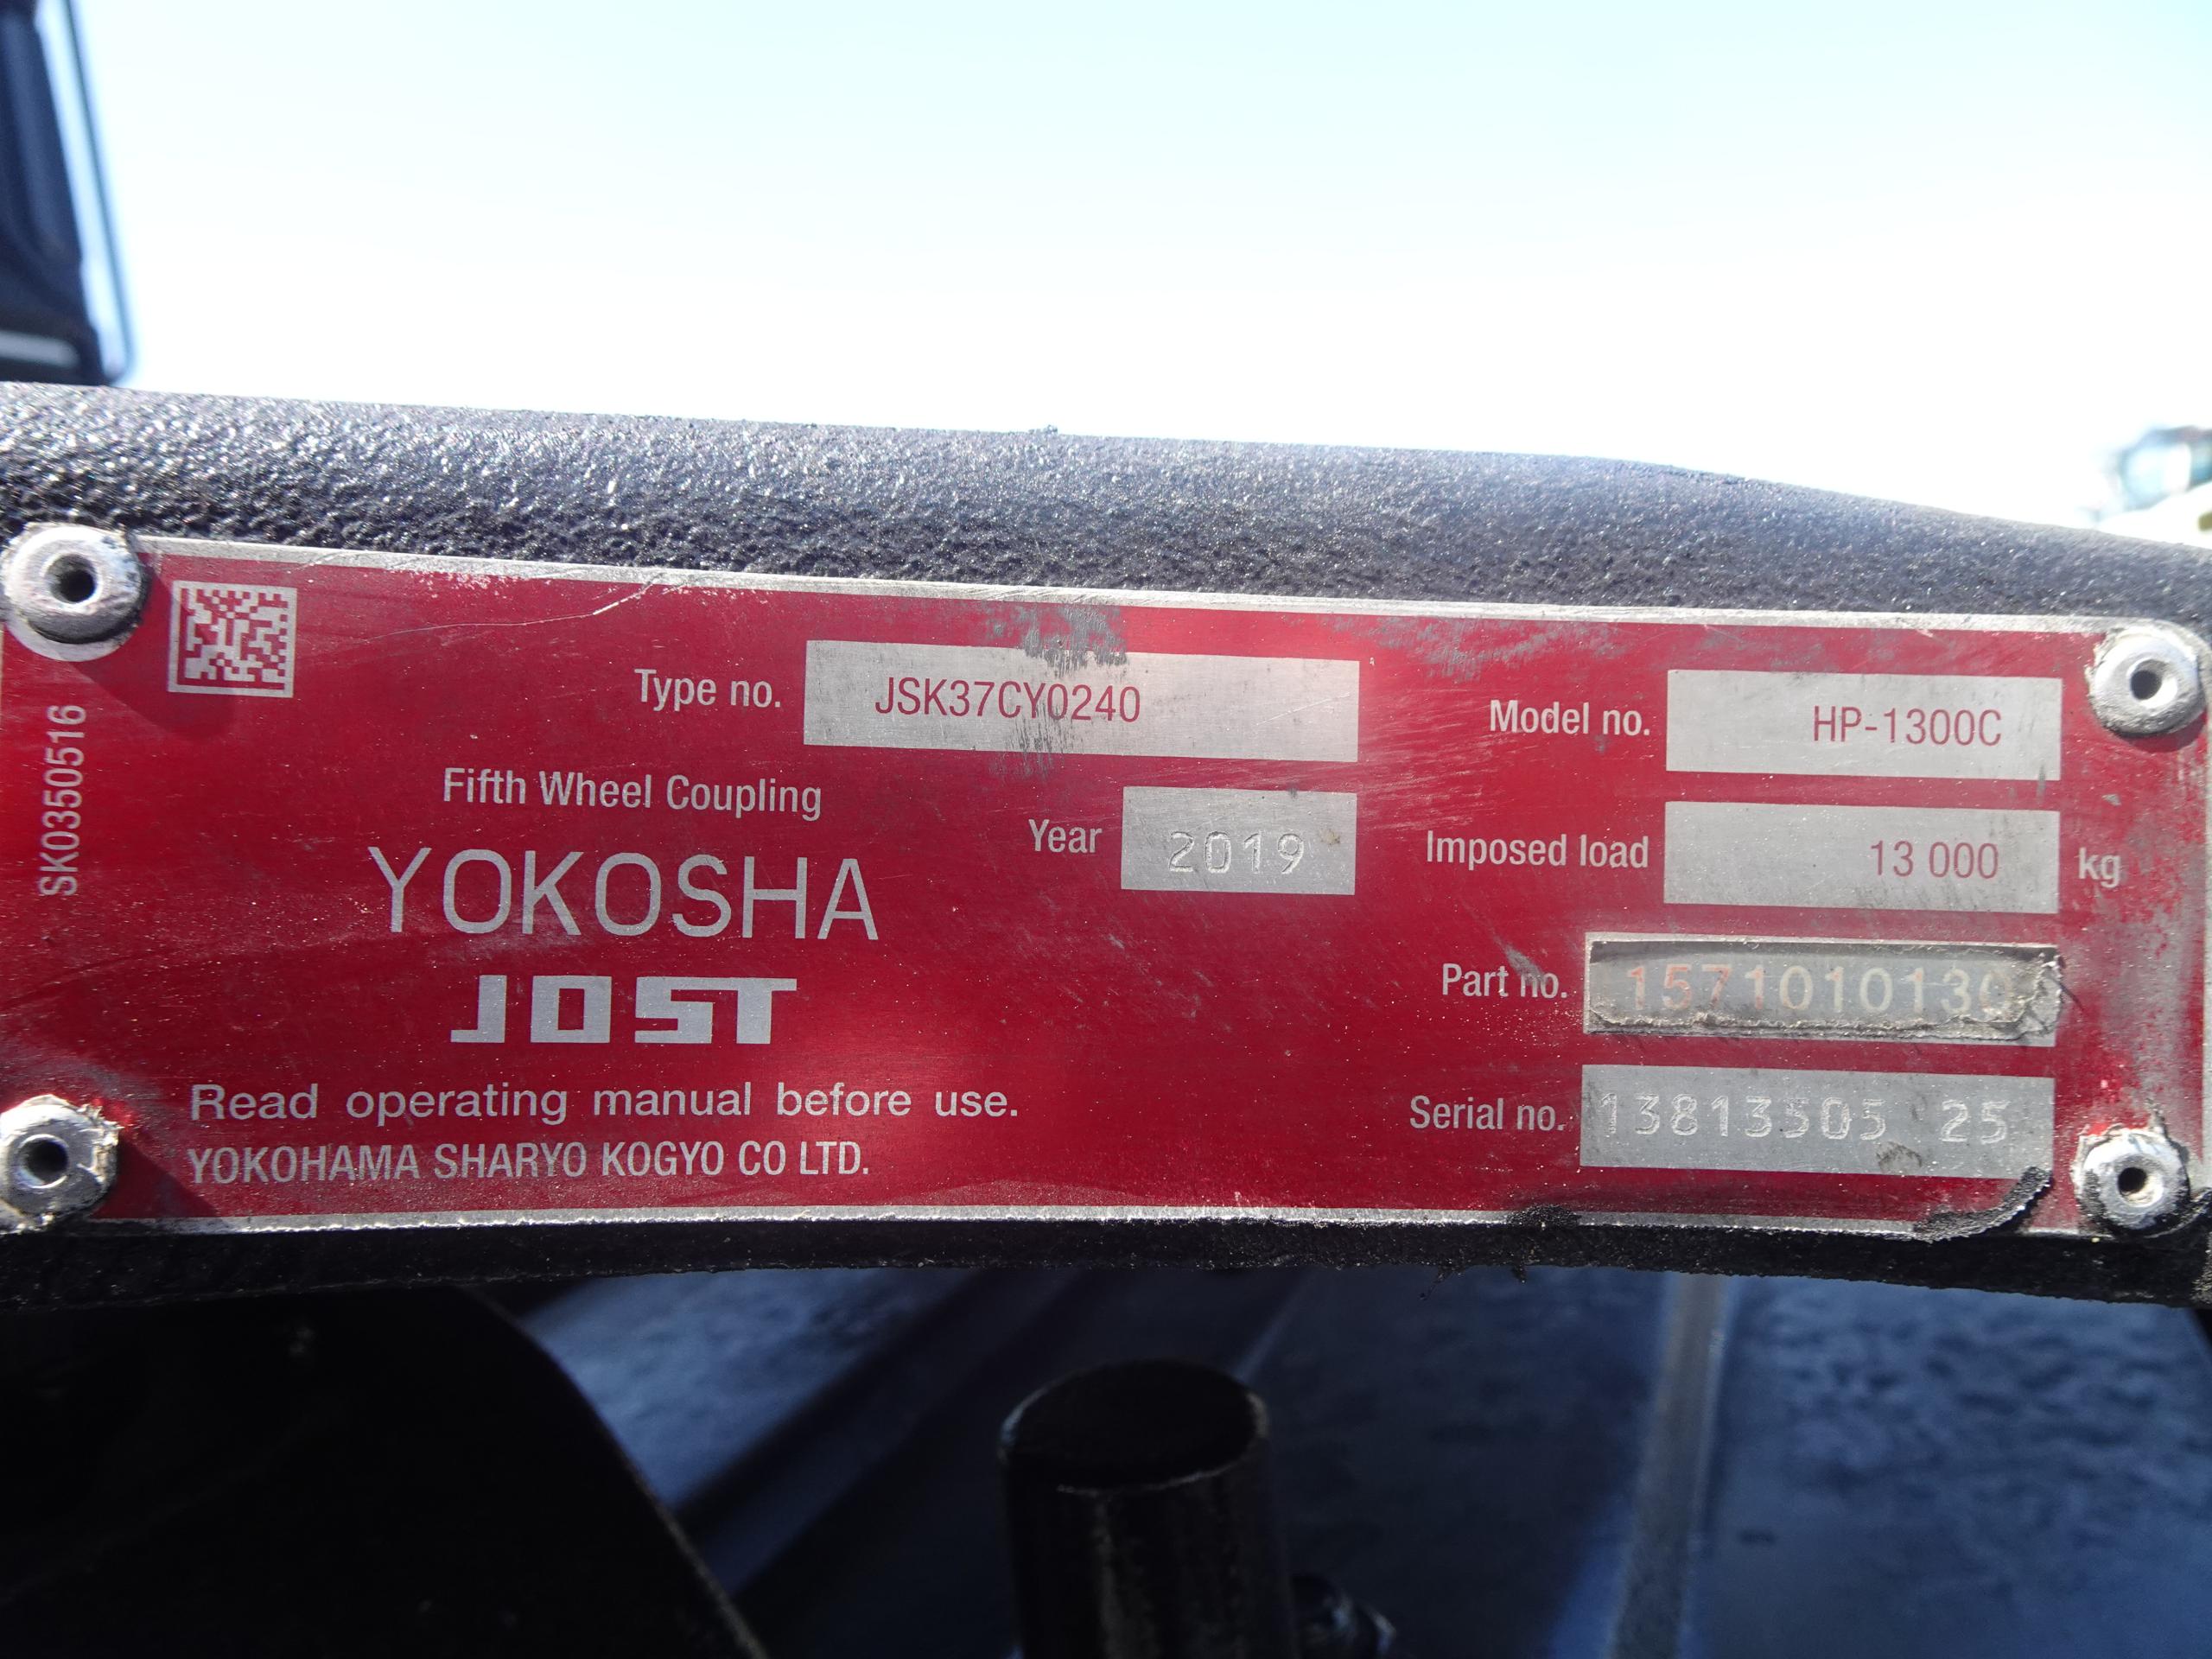 SK0350516
Type no. JSK37CY0240
Model no. HP-1300C
Fifth Wheel Coupling
Year 2019
Imposed load 13 000 kg
YOKOSHA
JOST
Part no. 1571010130
Read operating manual before use.
Serial no. 13813505 25
YOKOHAMA SHARYO KOGYO CO LTD.